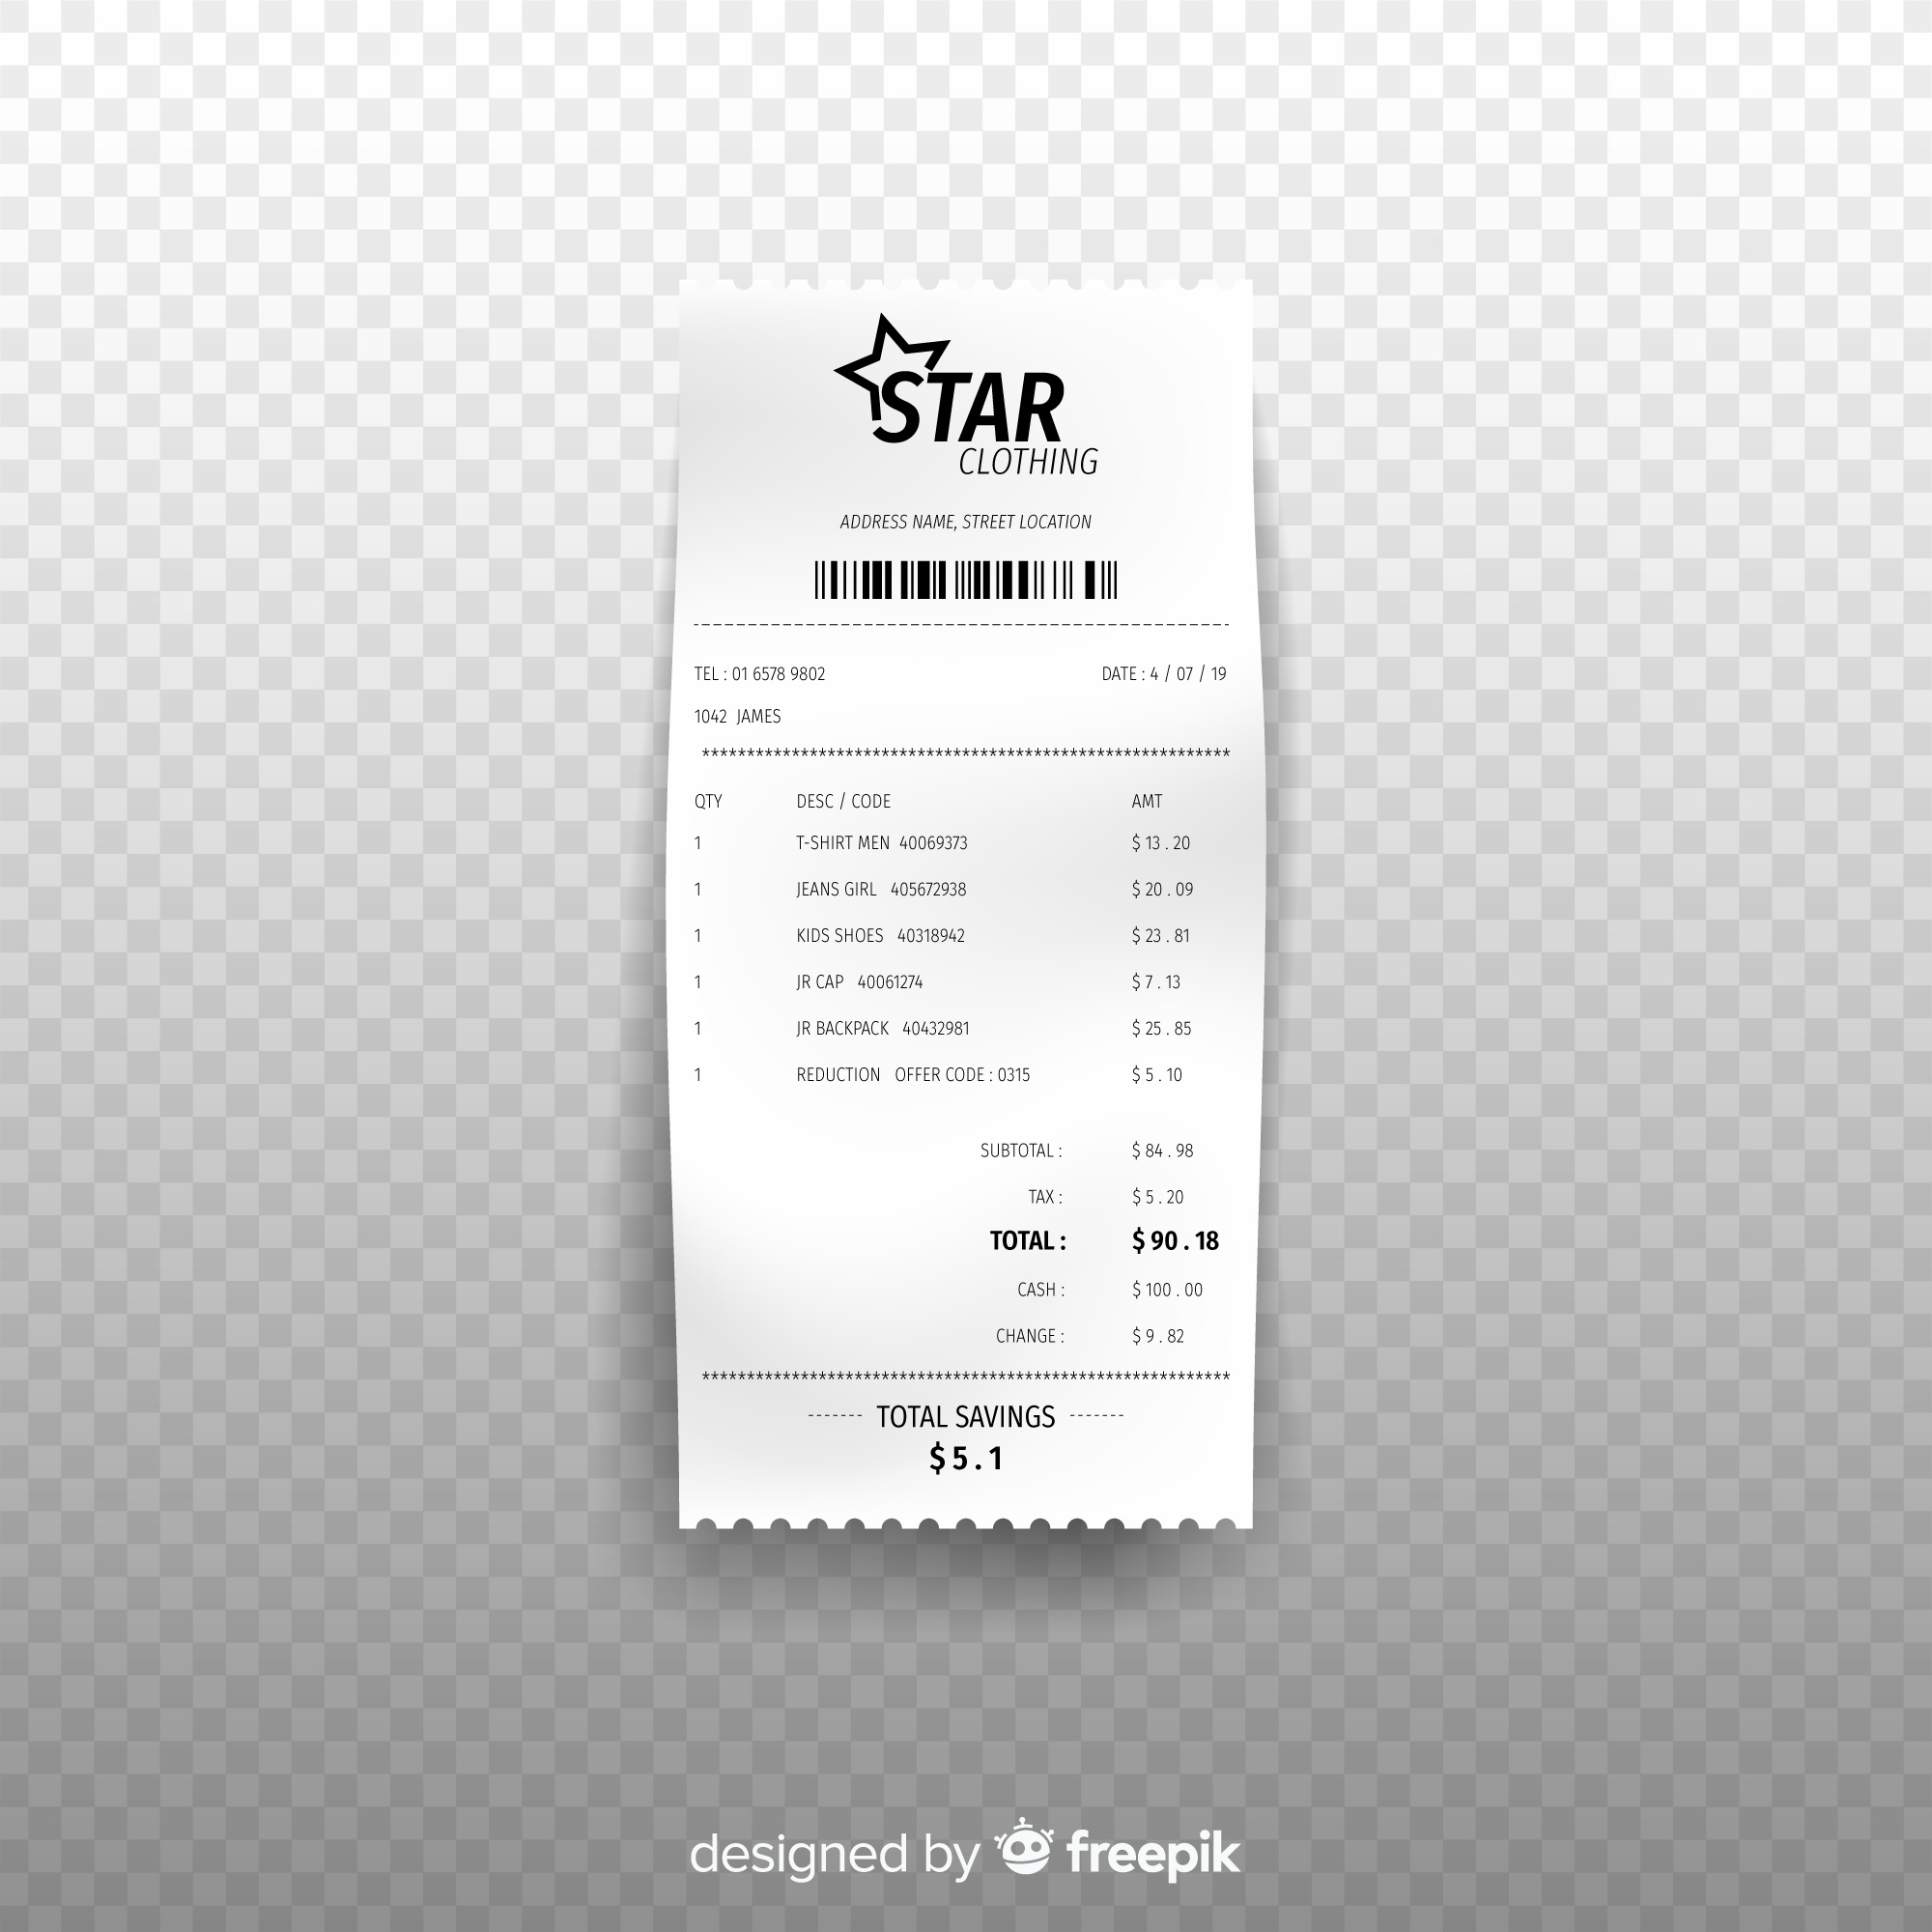 STAR
CLOTHING
ADDRESS NAME, STREET LOCATION
TEL : 01 6578 9802 DATE : 4 / 07 / 19
1042 JAMES
***********************************************************
QTY DESC / CODE AMT
1 T-SHIRT MEN 40069373 $ 13 . 20
1 JEANS GIRL 405672938 $ 20 . 09
1 KIDS SHOES 40318942 $ 23 . 81
1 JR CAP 40061274 $ 7 . 13
1 JR BACKPACK 40432981 $ 25 . 85
1 REDUCTION OFFER CODE : 0315 $ 5 . 10
SUBTOTAL : $ 84 . 98
TAX : $ 5 . 20
TOTAL : $ 90 . 18
CASH : $ 100 . 00
CHANGE : $ 9 . 82
***********************************************************
------- TOTAL SAVINGS -------
$ 5 . 1
designed by freepik